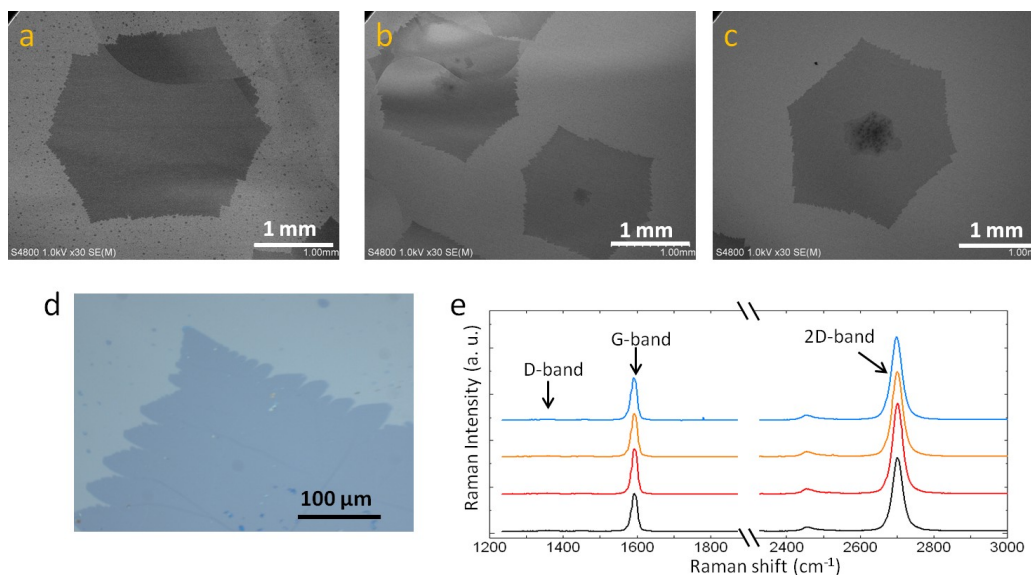 a
1 mm
S4800 1.0kV x30 SE(M)
1.00mm
b
1 mm
S4800 1.0kV x30 SE(M)
1.00mm
c
1 mm
S4800 1.0kV x30 SE(M)
1.00mm
d
100 µm
e
Raman Intensity (a. u.)
D-band
G-band
2D-band
1200 1400 1600 1800 2400 2600 2800 3000
Raman shift (cm⁻¹)